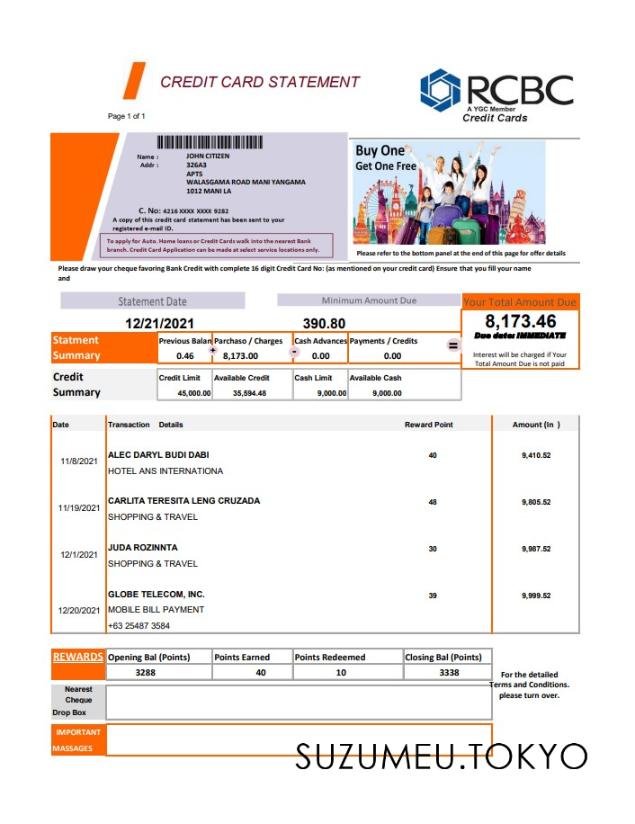 CREDIT CARD STATEMENT
RCBC
A YGC Member
Credit Cards
Page 1 of 1
Name : JOHN CITIZEN
Addr : 326A3
APTS
WALASGAMA ROAD MANI YANGAMA
1012 MANI LA
C. No: 4216 XXXX XXXX 9282
A copy of this credit card statement has been sent to your
registered e-mail ID.
To apply for Auto. Home loans or Credit Cards walk into the nearest Bank
branch. Credit Card Application can be made at select service locations only.
Buy One
Get One Free
Please refer to the bottom panel at the end of this page for offer details
Please draw your cheque favoring Bank Credit with complete 16 digit Credit Card No: (as mentioned on your credit card) Ensure that you fill your name
and
Statement Date Minimum Amount Due Your Total Amount Due
12/21/2021 390.80 8,173.46
Due date: IMMEDIATE
Interest will be charged if Your
Total Amount Due is not paid
Statment Summary
Previous Balan Parchaso / Charges Cash Advances Payments / Credits
0.46 + 8,173.00 - 0.00 0.00 =
Credit Summary
Credit Limit Available Credit Cash Limit Available Cash
45,000.00 35,594.48 9,000.00 9,000.00
Date Transaction Details Reward Point Amount (In )
11/8/2021 ALEC DARYL BUDI DABI 40 9,410.52
HOTEL ANS INTERNATIONA
11/19/2021 CARLITA TERESITA LENG CRUZADA 48 9,805.52
SHOPPING & TRAVEL
12/1/2021 JUDA ROZINNTA 30 9,987.52
SHOPPING & TRAVEL
12/20/2021 GLOBE TELECOM, INC. 39 9,999.52
MOBILE BILL PAYMENT
+63 25487 3584
REWARDS Opening Bal (Points) Points Earned Points Redeemed Closing Bal (Points)
3288 40 10 3338
For the detailed
Terms and Conditions.
please turn over.
Nearest
Cheque
Drop Box
IMPORTANT
MASSAGES
SUZUMEU.TOKYO